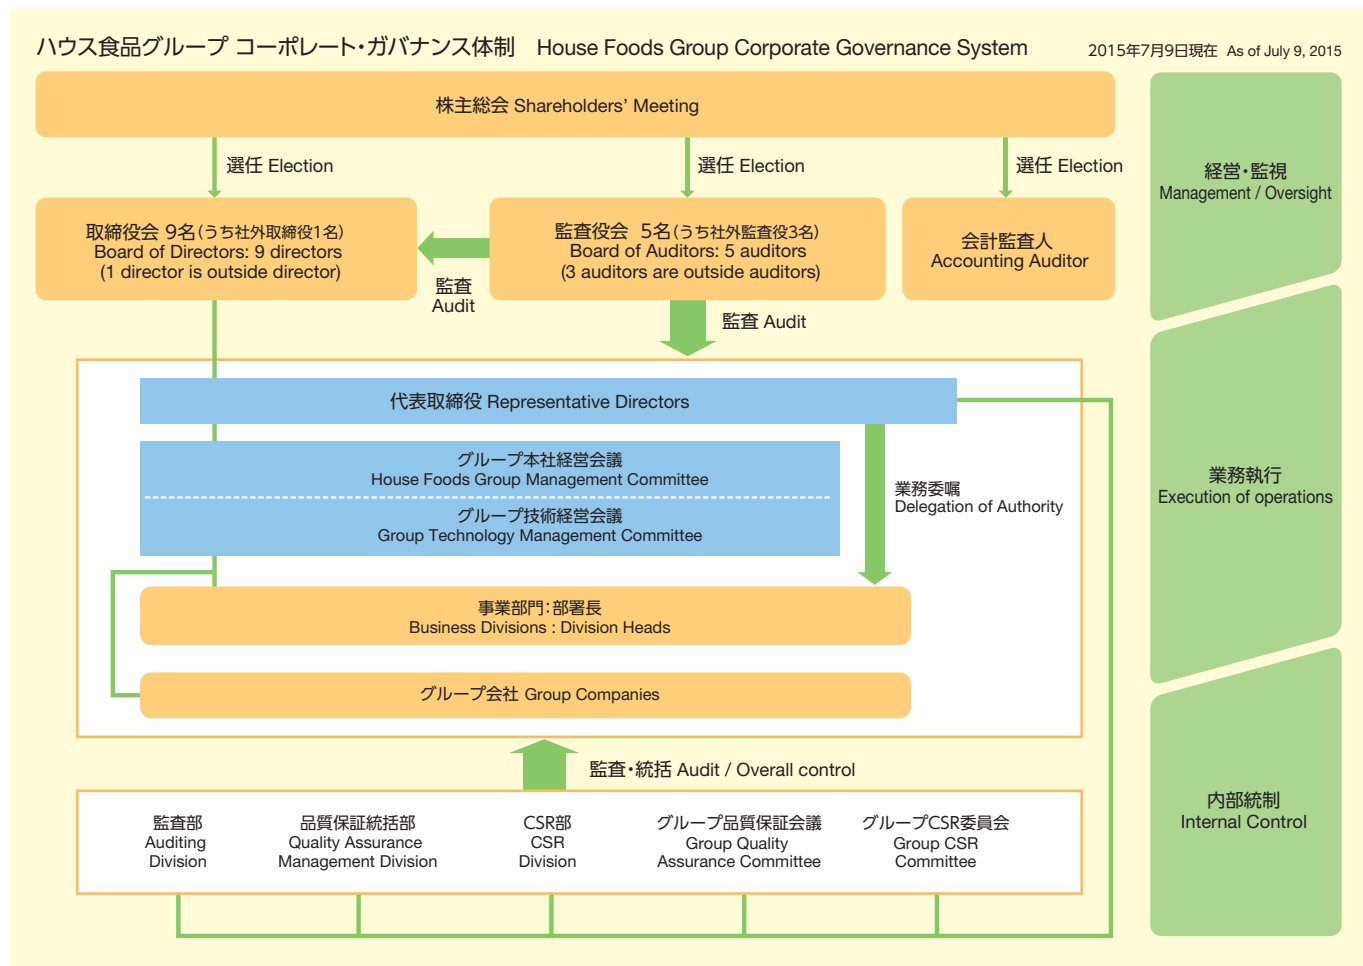 ハウス食品グループ コーポレート・ガバナンス体制 House Foods Group Corporate Governance System
2015年7月9日現在 As of July 9, 2015
株主総会 Shareholders’ Meeting
選任 Election
選任 Election
選任 Election
取締役会 9名(うち社外取締役1名)
Board of Directors: 9 directors
(1 director is outside director)
監査
Audit
監査役会 5名(うち社外監査役3名)
Board of Auditors: 5 auditors
(3 auditors are outside auditors)
会計監査人
Accounting Auditor
監査 Audit
代表取締役 Representative Directors
グループ本社経営会議
House Foods Group Management Committee
グループ技術経営会議
Group Technology Management Committee
業務委嘱
Delegation of Authority
事業部門:部署長
Business Divisions : Division Heads
グループ会社 Group Companies
監査・統括 Audit / Overall control
監査部
Auditing
Division
品質保証統括部
Quality Assurance
Management Division
CSR部
CSR
Division
グループ品質保証会議
Group Quality
Assurance Committee
グループCSR委員会
Group CSR
Committee
経営・監視
Management / Oversight
業務執行
Execution of operations
内部統制
Internal Control